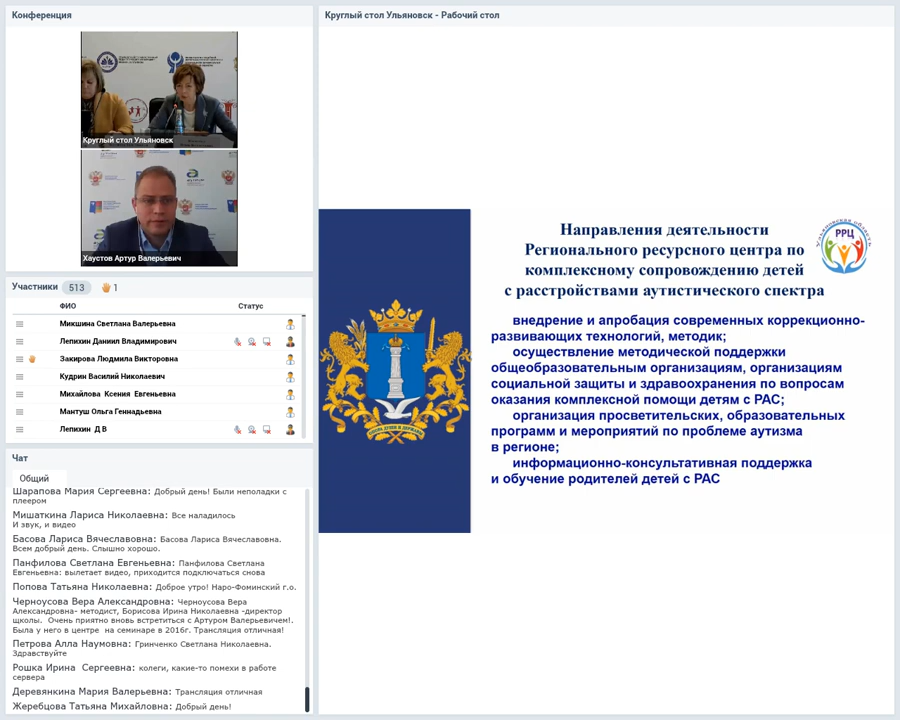 Конференция
Круглый стол Ульяновск
Хаустов Артур Валерьевич
Участники 513 1
ФИО Статус
Микшина Светлана Валерьевна
Лепихин Даниил Владимирович
Закирова Людмила Викторовна
Кудрин Василий Николаевич
Михайлова Ксения Евгеньевна
Мантуш Ольга Геннадьевна
Лепихин Д В
Чат
Общий
Шарапова Мария Сергеевна: Добрый день! Были неполадки с
плеером
Мишаткина Лариса Николаевна: Все наладилось
И звук, и видео
Басова Лариса Вячеславовна: Басова Лариса Вячеславовна.
Всем добрый день. Слышно хорошо.
Панфилова Светлана Евгеньевна: Панфилова Светлана
Евгеньевна: вылетает видео, приходится подключаться снова
Попова Татьяна Николаевна: Доброе утро! Наро-Фоминский г.о.
Черноусова Вера Александровна: Черноусова Вера
Александровна- методист, Борисова Ирина Николаевна -директор
щколы. Очень приятно вновь встретиться с Артуром Валерьевичем!.
Была у него в центре на семинаре в 2016г. Трансляция отличная!
Петрова Алла Наумовна: Гринченко Светлана Николаевна.
Здравствуйте
Рошка Ирина Сергеевна: колеги, какие-то помехи в работе
сервера
Деревянкина Мария Валерьевна: Трансляция отличная
Жеребцова Татьяна Михайловна: Добрый день!
Круглый стол Ульяновск - Рабочий стол
Направления деятельности
Регионального ресурсного центра по
комплексному сопровождению детей
с расстройствами аутистического спектра
Ульяновская область
РРЦ
внедрение и апробация современных коррекционно-
развивающих технологий, методик;
осуществление методической поддержки
общеобразовательным организациям, организациям
социальной защиты и здравоохранения по вопросам
оказания комплексной помощи детям с РАС;
организация просветительских, образовательных
программ и мероприятий по проблеме аутизма
в регионе;
информационно-консультативная поддержка
и обучение родителей детей с РАС